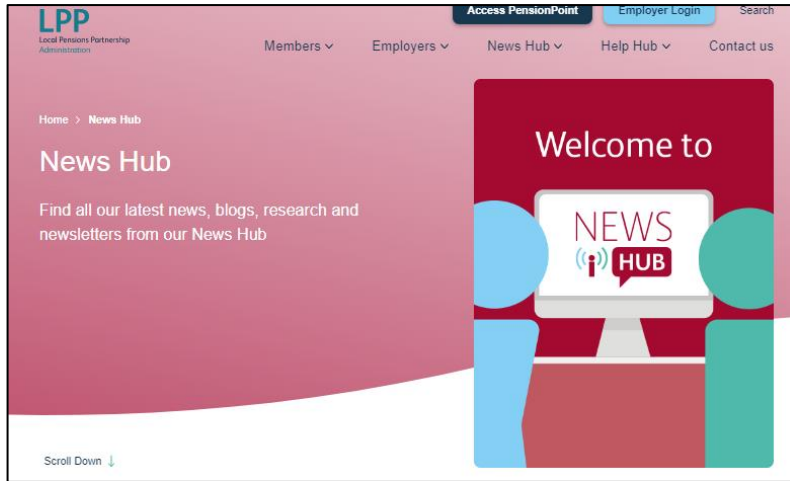 LPP
Local Pensions Partnership
Administration
Access PensionPoint
Employer Login
Search
Members
Employers
News Hub
Help Hub
Contact us
Home > News Hub
News Hub
Find all our latest news, blogs, research and
newsletters from our News Hub
Welcome to
NEWS
HUB
Scroll Down ↓